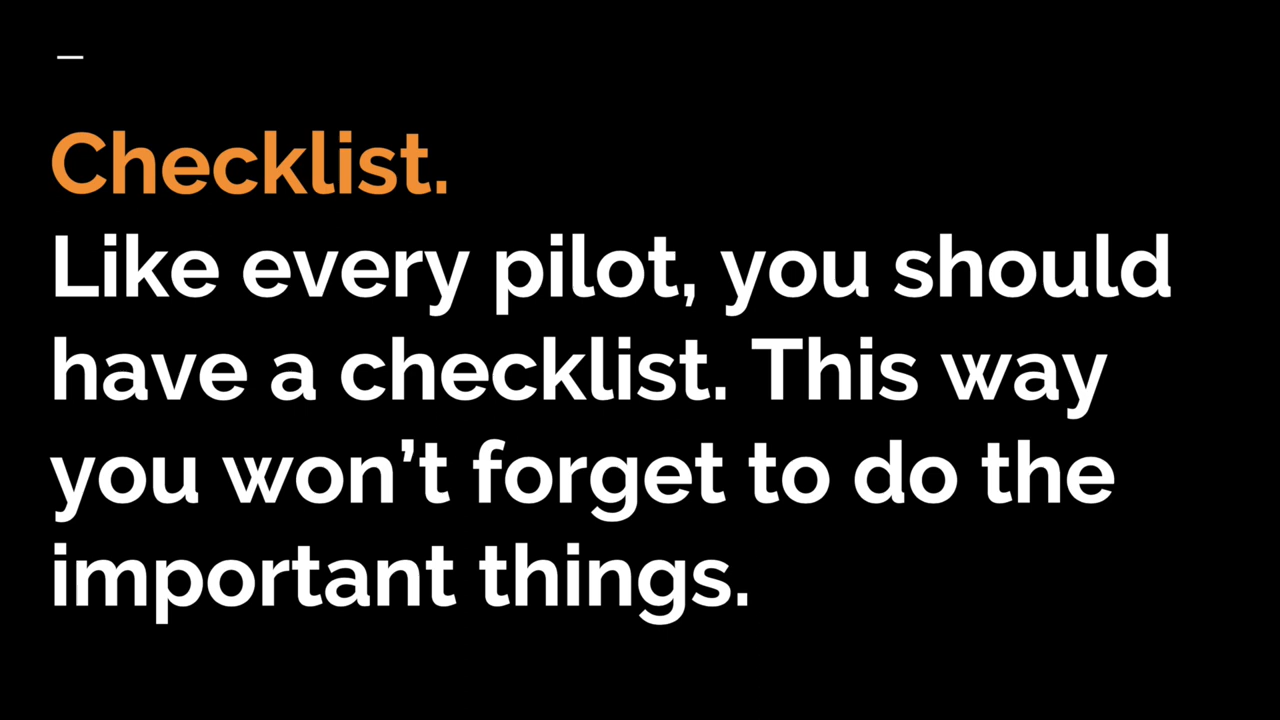 Checklist.
Like every pilot, you should
have a checklist. This way
you won’t forget to do the
important things.